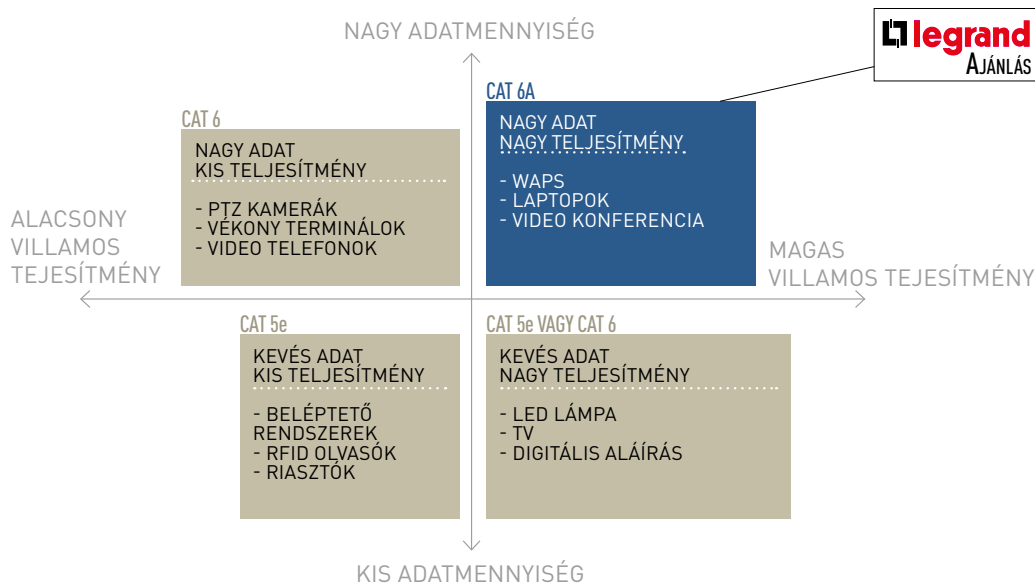 NAGY ADATMENNYISÉG
legrand
AJÁNLÁS
CAT 6
NAGY ADAT
KIS TELJESÍTMÉNY
- PTZ KAMERÁK
- VÉKONY TERMINÁLOK
- VIDEO TELEFONOK
CAT 6A
NAGY ADAT
NAGY TELJESÍTMÉNY
- WAPS
- LAPTOPOK
- VIDEO KONFERENCIA
ALACSONY
VILLAMOS
TEJESÍTMÉNY
MAGAS
VILLAMOS TEJESÍTMÉNY
CAT 5e
KEVÉS ADAT
KIS TELJESÍTMÉNY
- BELÉPTETŐ
RENDSZEREK
- RFID OLVASÓK
- RIASZTÓK
CAT 5e VAGY CAT 6
KEVÉS ADAT
NAGY TELJESÍTMÉNY
- LED LÁMPA
- TV
- DIGITÁLIS ALÁÍRÁS
KIS ADATMENNYISÉG